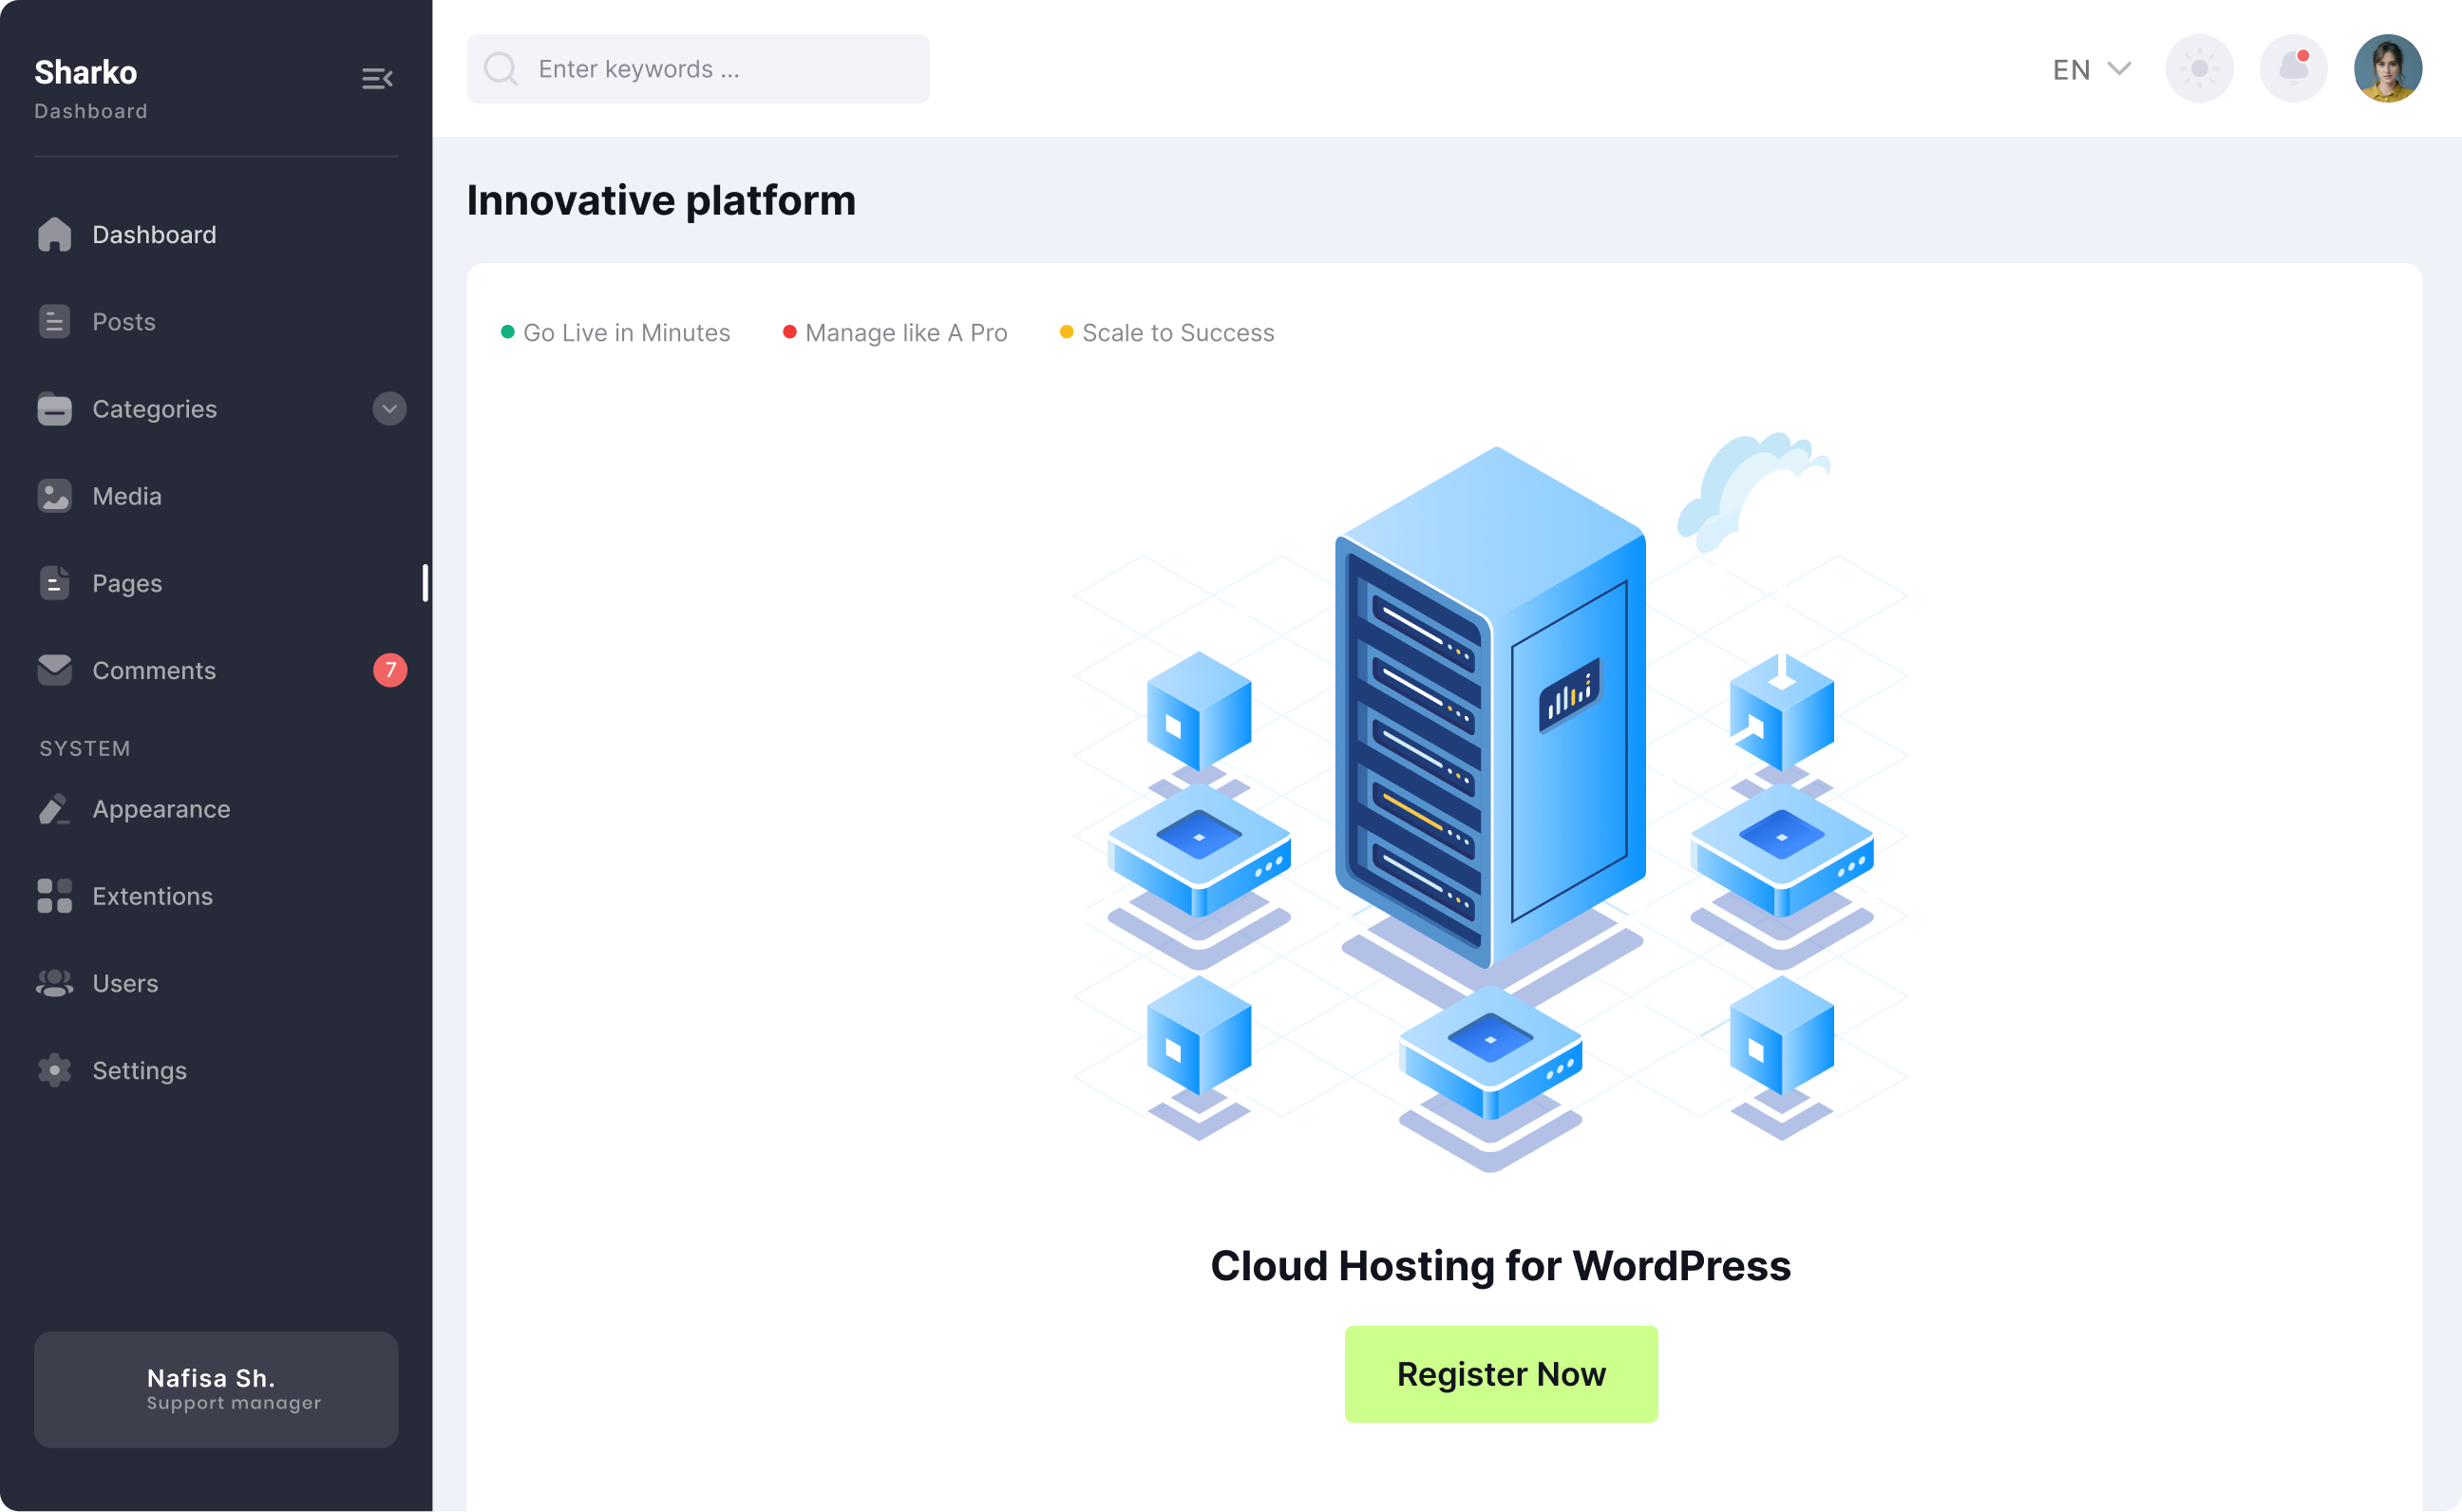 Sharko
Dashboard
Dashboard
Posts
Categories
Media
Pages
Comments
7
SYSTEM
Appearance
Extentions
Users
Settings
Nafisa Sh.
Support manager
Enter keywords ...
EN
Innovative platform
Go Live in Minutes
Manage like A Pro
Scale to Success
Cloud Hosting for WordPress
Register Now